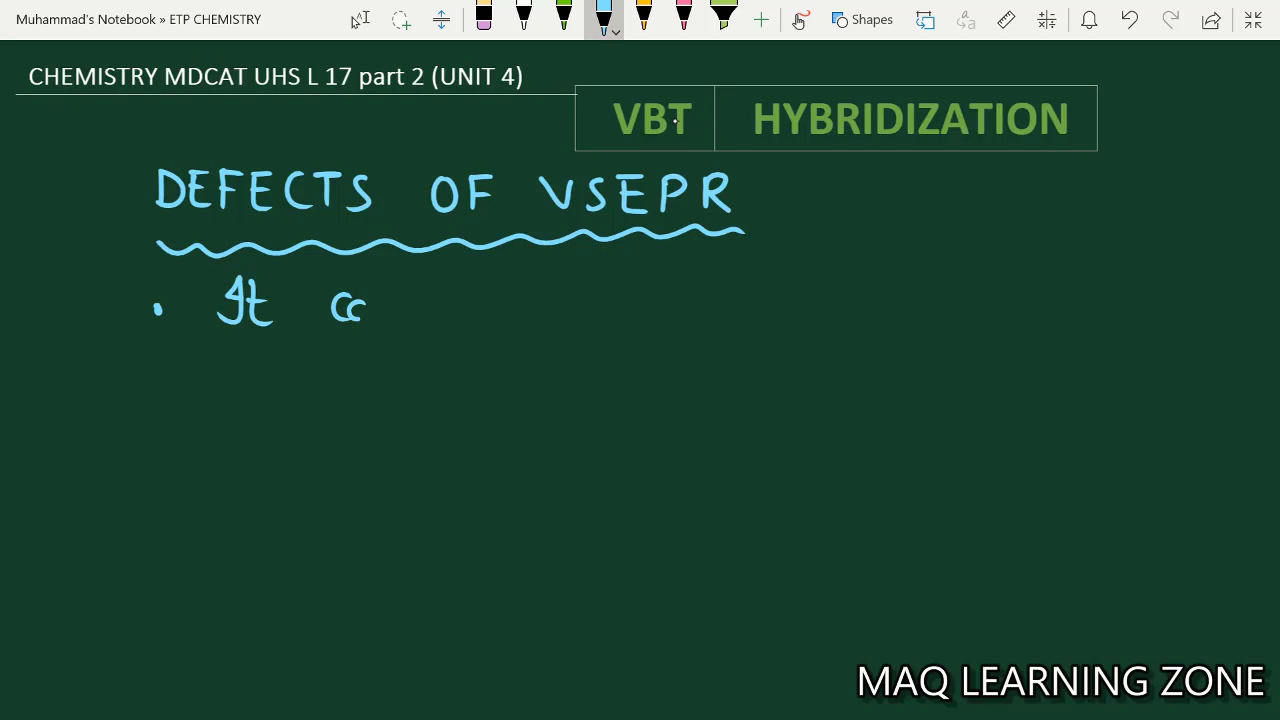 Muhammad's Notebook » ETP CHEMISTRY
Shapes
CHEMISTRY MDCAT UHS L 17 part 2 (UNIT 4)
VBT HYBRIDIZATION
DEFECTS OF VSEPR
• It
MAQ LEARNING ZONE